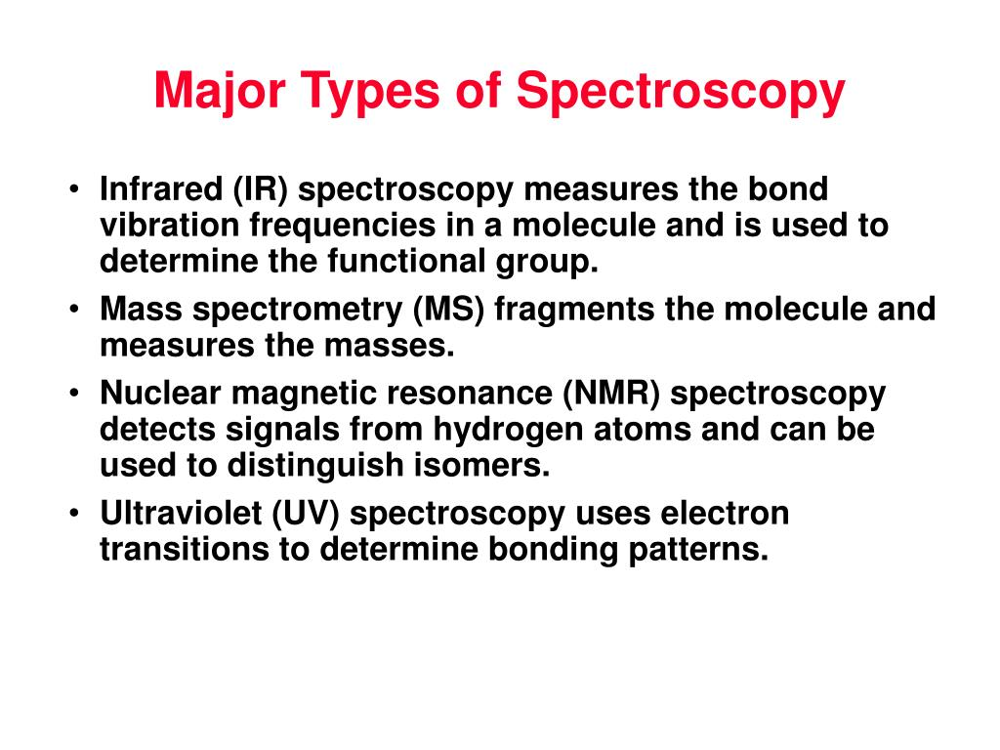 Major Types of Spectroscopy
• Infrared (IR) spectroscopy measures the bond
vibration frequencies in a molecule and is used to
determine the functional group.
• Mass spectrometry (MS) fragments the molecule and
measures the masses.
• Nuclear magnetic resonance (NMR) spectroscopy
detects signals from hydrogen atoms and can be
used to distinguish isomers.
• Ultraviolet (UV) spectroscopy uses electron
transitions to determine bonding patterns.